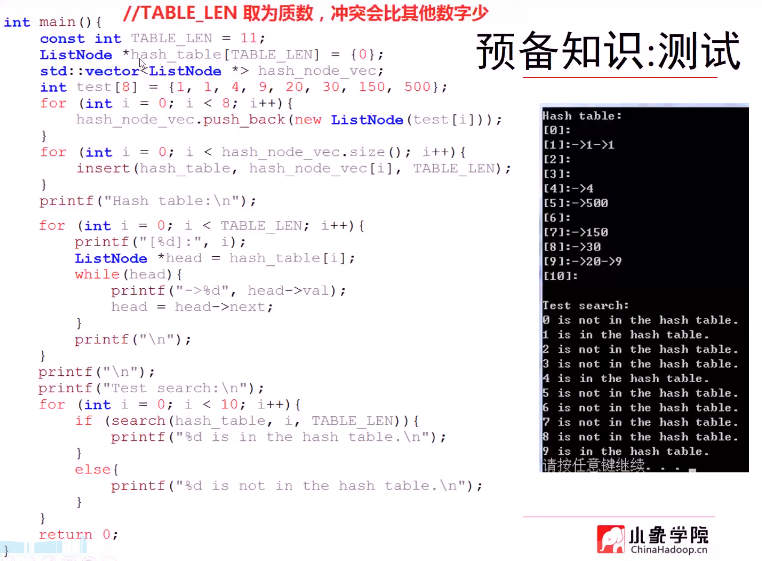 //TABLE_LEN 取为质数，冲突会比其他数字少
预备知识:测试
int main(){
const int TABLE_LEN = 11;
ListNode *hash_table[TABLE_LEN] = {0};
std::vector<ListNode *> hash_node_vec;
int test[8] = {1, 1, 4, 9, 20, 30, 150, 500};
for (int i = 0; i < 8; i++){
hash_node_vec.push_back(new ListNode(test[i]));
}
for (int i = 0; i < hash_node_vec.size(); i++){
insert(hash_table, hash_node_vec[i], TABLE_LEN);
}
printf("Hash table:\n");
for (int i = 0; i < TABLE_LEN; i++){
printf("[%d]:", i);
ListNode *head = hash_table[i];
while(head){
printf("->%d", head->val);
head = head->next;
}
printf("\n");
}
printf("\n");
printf("Test search:\n");
for (int i = 0; i < 10; i++){
if (search(hash_table, i, TABLE_LEN)){
printf("%d is in the hash table.\n");
}
else{
printf("%d is not in the hash table.\n");
}
}
return 0;
}
Hash table:
[0]:
[1]:->1->1
[2]:
[3]:
[4]:->4
[5]:->500
[6]:
[7]:->150
[8]:->30
[9]:->20->9
[10]:
Test search:
0 is not in the hash table.
1 is in the hash table.
2 is not in the hash table.
3 is not in the hash table.
4 is in the hash table.
5 is not in the hash table.
6 is not in the hash table.
7 is not in the hash table.
8 is not in the hash table.
9 is in the hash table.
请按任意键继续. . .
小象学院
ChinaHadoop.cn